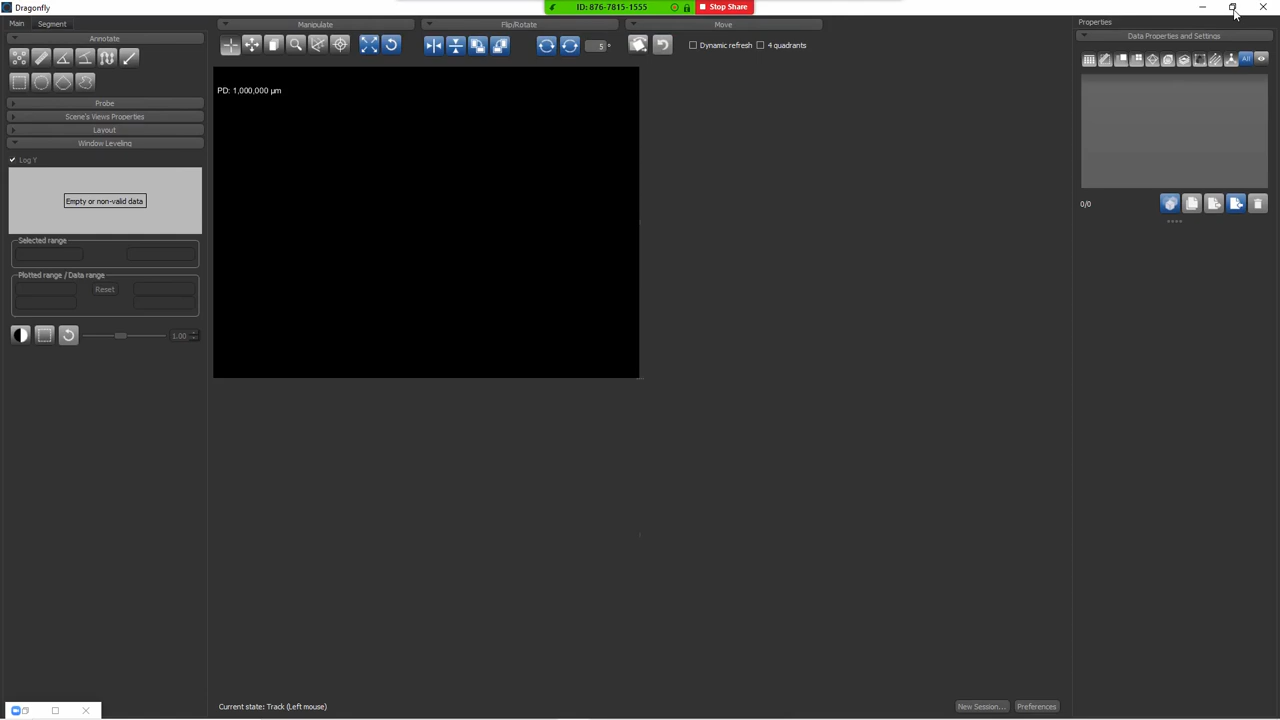 Dragonfly
ID: 876-7815-1555
Stop Share
Main
Segment
Manipulate
Flip/Rotate
Move
Properties
Annotate
Data Properties and Settings
5 °
Dynamic refresh
4 quadrants
PD: 1,000,000 µm
All
Probe
Scene's Views Properties
Layout
Window Leveling
Log Y
Empty or non-valid data
0/0
Selected range
Plotted range / Data range
Reset
1.00
Current state: Track (Left mouse)
New Session...
Preferences